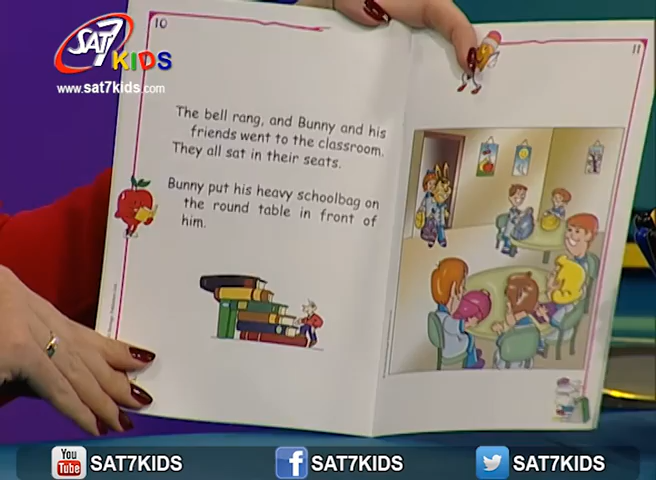 SAT7
KIDS
www.sat7kids.com
10
11
The bell rang, and Bunny and his
friends went to the classroom.
They all sat in their seats.
Bunny put his heavy schoolbag on
the round table in front of
him.
You
Tube
SAT7KIDS
f
SAT7KIDS
SAT7KIDS